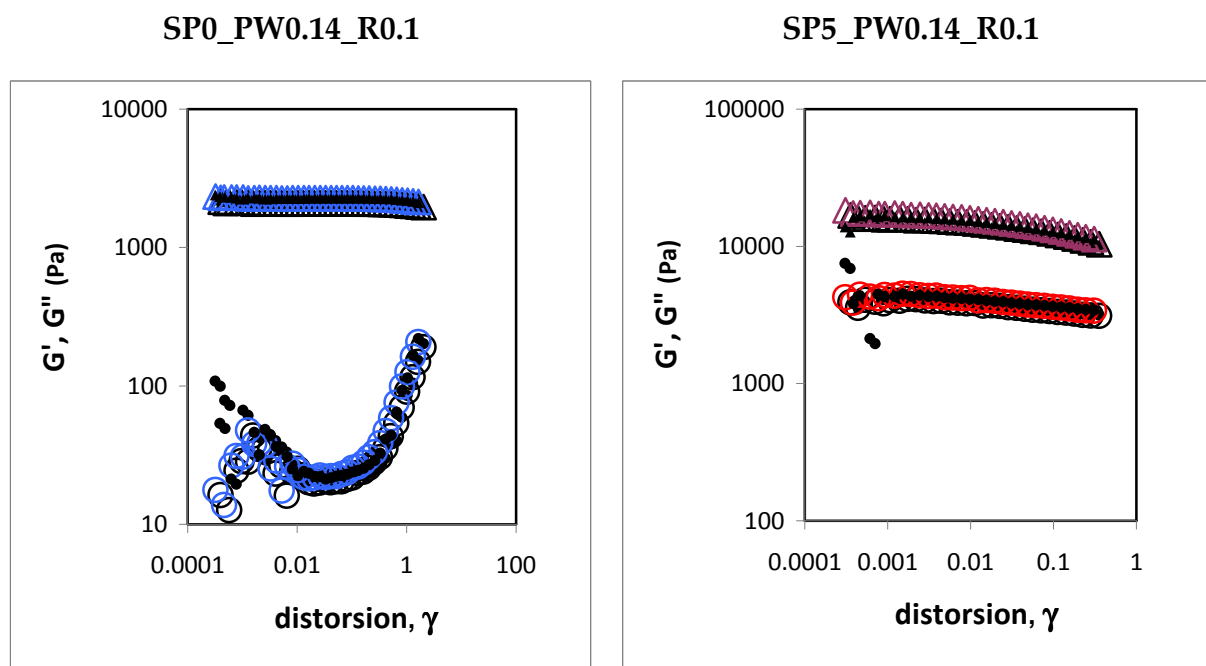 SP0_PW0.14_R0.1
SP5_PW0.14_R0.1
10000
1000
100
10
G', G" (Pa)
0.0001
0.01
1
100
distorsion, γ
100000
10000
1000
100
G', G" (Pa)
0.0001
0.001
0.01
0.1
1
distorsion, γ